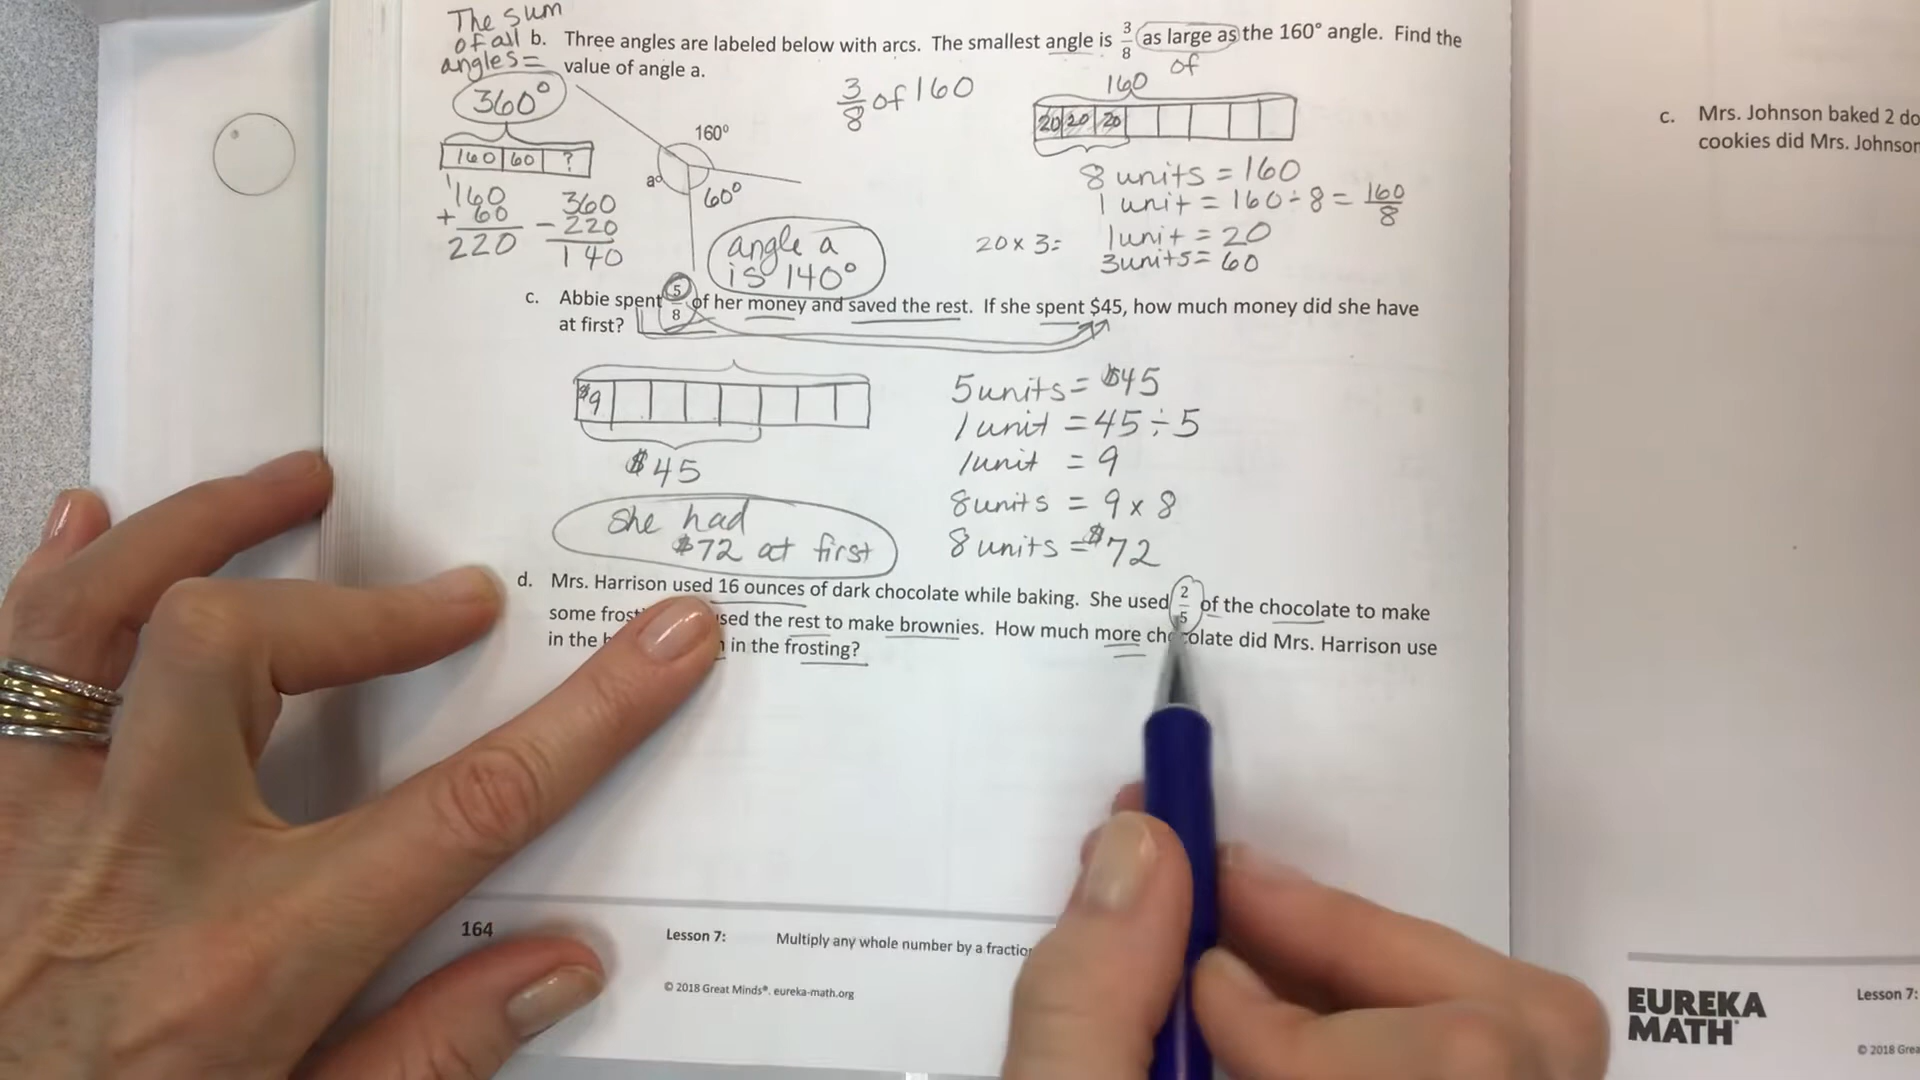 The sum
of all
angles =
360°
b. Three angles are labeled below with arcs. The smallest angle is 3/8 as large as the 160° angle. Find the
value of angle a.
of
3/8 of 160
160
20 20 20
160 60 ?
160°
a°
60°
1
160
+ 60
220
360
- 220
140
angle a
is 140°
8 units = 160
1 unit = 160 ÷ 8 = 160/8
20 x 3 =
1 unit = 20
3 units = 60
c. Abbie spent 5/8 of her money and saved the rest. If she spent $45, how much money did she have
at first?
$9
$45
5 units = $45
1 unit = 45 ÷ 5
1 unit = 9
8 units = 9 x 8
8 units = $72
she had
$72 at first
d. Mrs. Harrison used 16 ounces of dark chocolate while baking. She used 2/5 of the chocolate to make
some used the rest to make brownies. How much more chocolate did Mrs. Harrison use
in the in the frosting?
164
Lesson 7: Multiply any whole number by a
© 2018 Great Minds®. eureka-math.org
c. Mrs. Johnson baked 2
cookies did Mrs. Johnson
EUREKA
MATH
Lesson 7:
© 2018